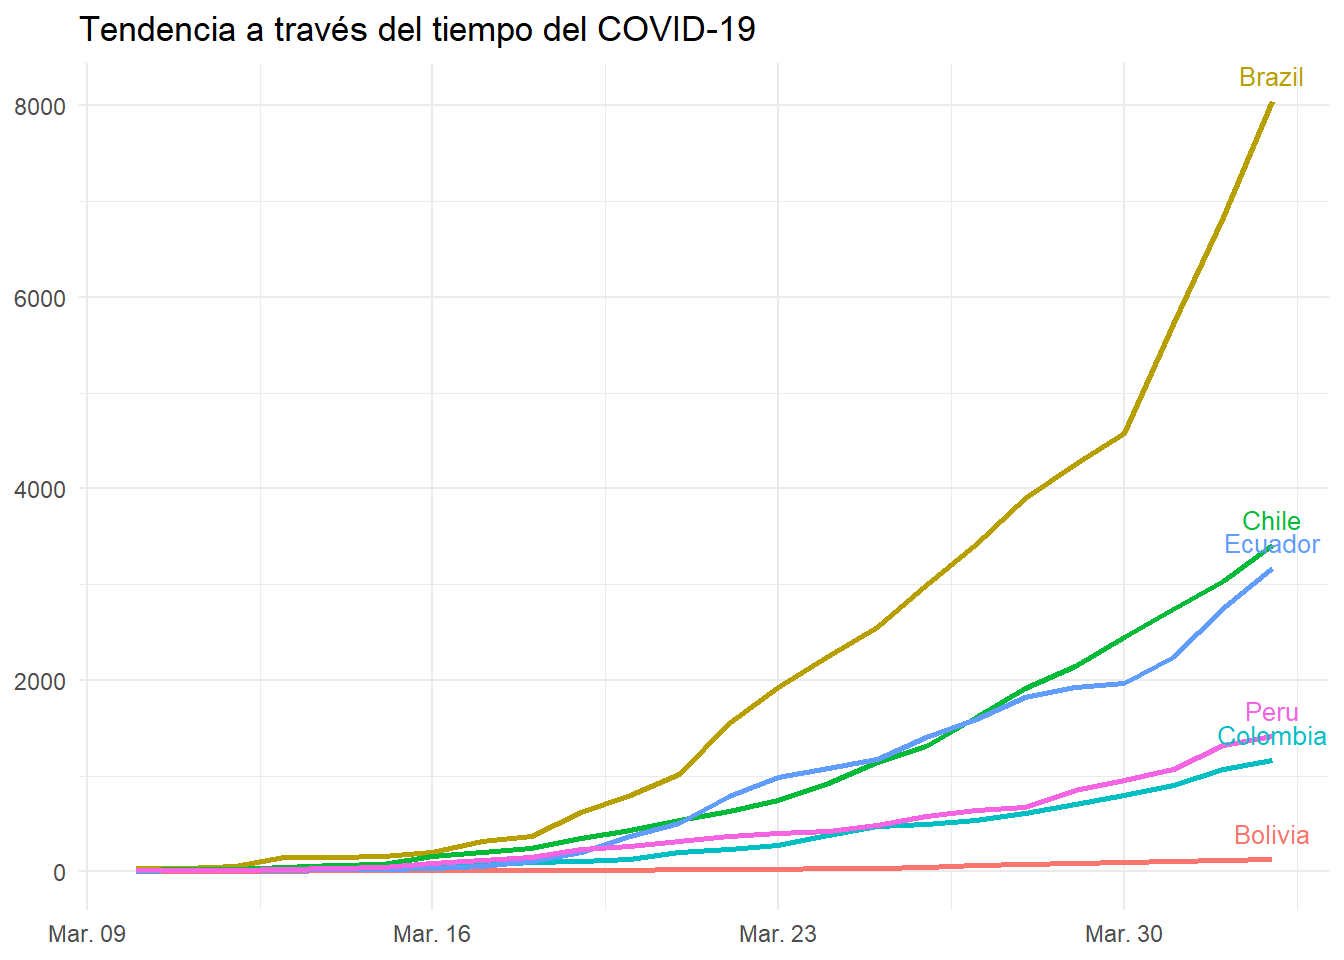 Tendencia a través del tiempo del COVID-19
Brazil
8000
6000
4000
Chile
Ecuador
2000
Peru
Colombia
Bolivia
0
Mar. 09 Mar. 16 Mar. 23 Mar. 30